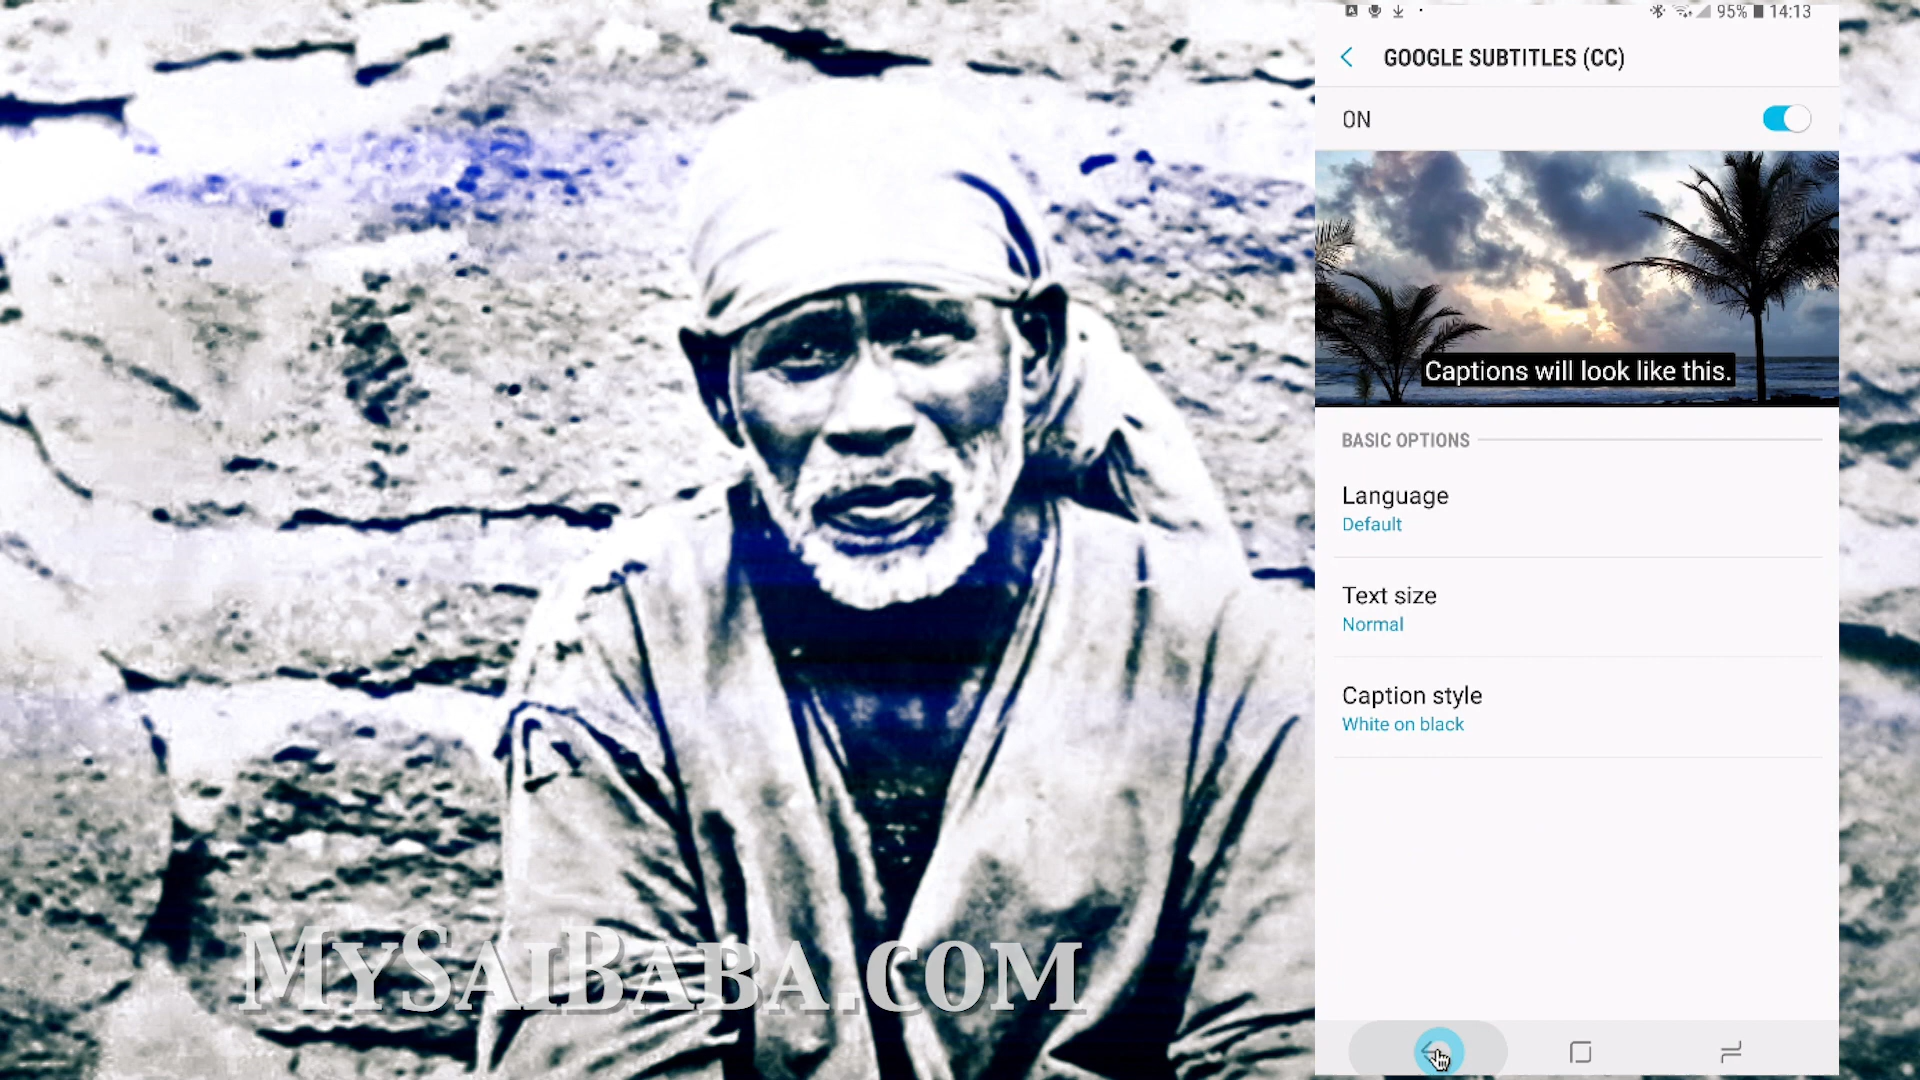 95% 14:13
GOOGLE SUBTITLES (CC)
ON
Captions will look like this.
BASIC OPTIONS
Language
Default
Text size
Normal
Caption style
White on black
MYSAIBABA.COM